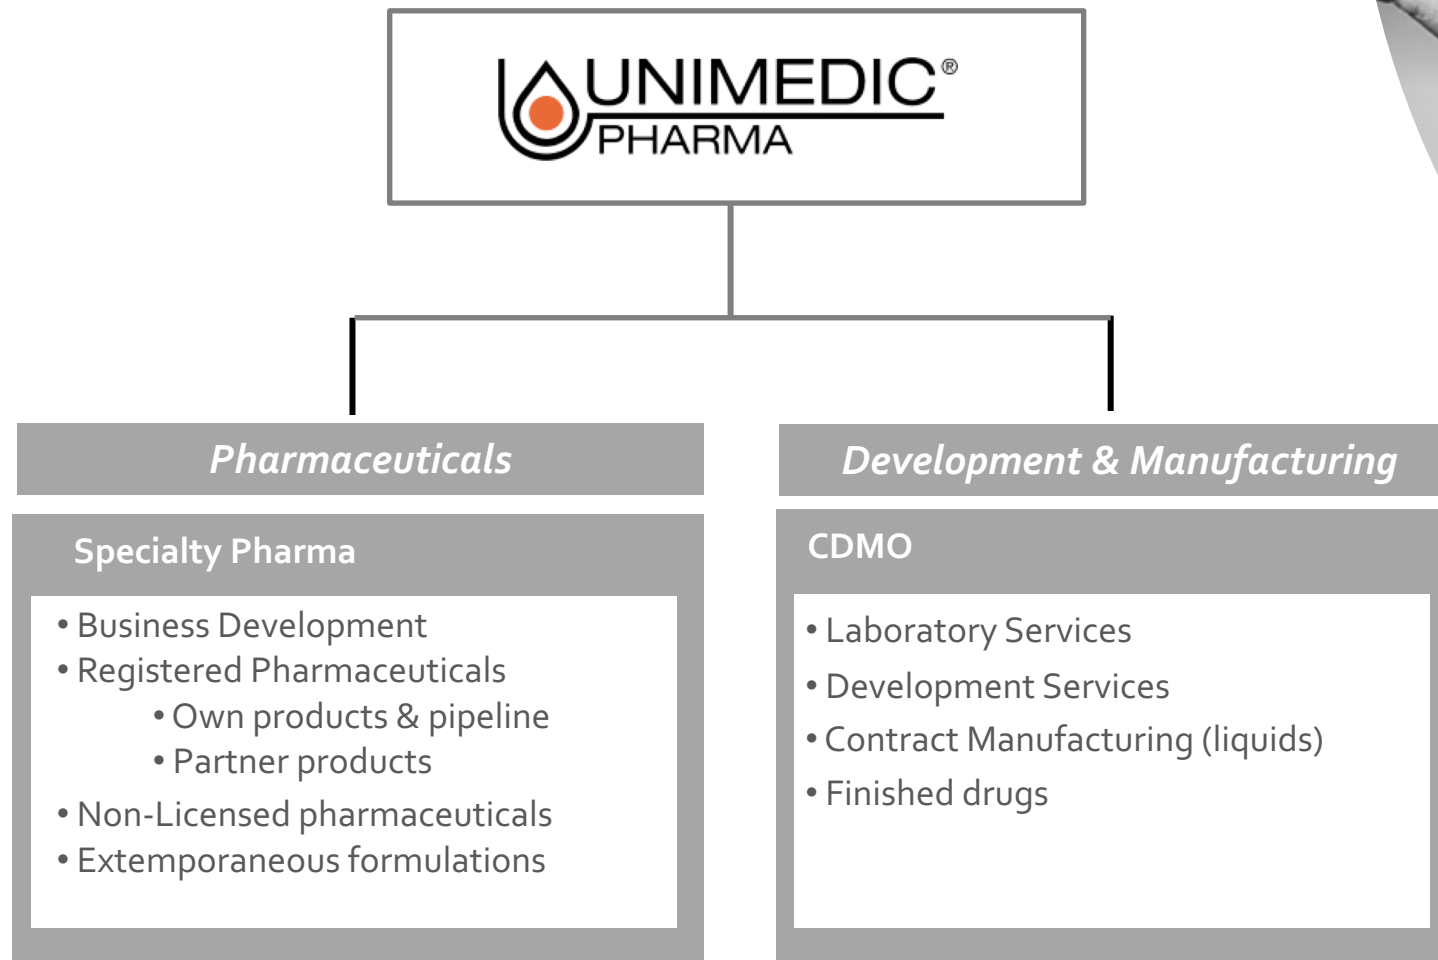 UNIMEDIC®
PHARMA
Pharmaceuticals
Specialty Pharma
• Business Development
• Registered Pharmaceuticals
• Own products & pipeline
• Partner products
• Non-Licensed pharmaceuticals
• Extemporaneous formulations
Development & Manufacturing
CDMO
• Laboratory Services
• Development Services
• Contract Manufacturing (liquids)
• Finished drugs